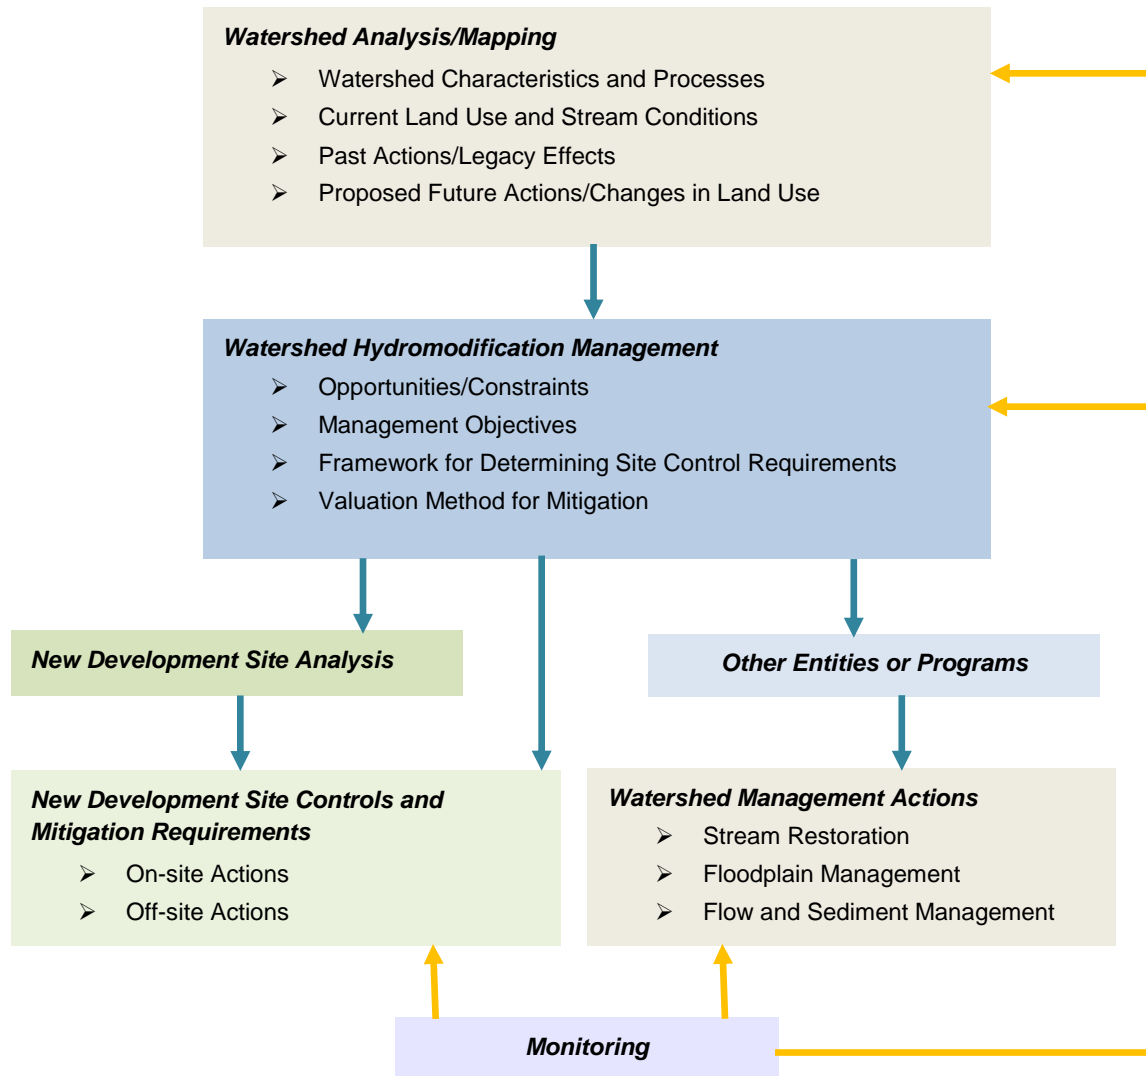 Watershed Analysis/Mapping
➢ Watershed Characteristics and Processes
➢ Current Land Use and Stream Conditions
➢ Past Actions/Legacy Effects
➢ Proposed Future Actions/Changes in Land Use
Watershed Hydromodification Management
➢ Opportunities/Constraints
➢ Management Objectives
➢ Framework for Determining Site Control Requirements
➢ Valuation Method for Mitigation
New Development Site Analysis
Other Entities or Programs
New Development Site Controls and
Mitigation Requirements
➢ On-site Actions
➢ Off-site Actions
Watershed Management Actions
➢ Stream Restoration
➢ Floodplain Management
➢ Flow and Sediment Management
Monitoring